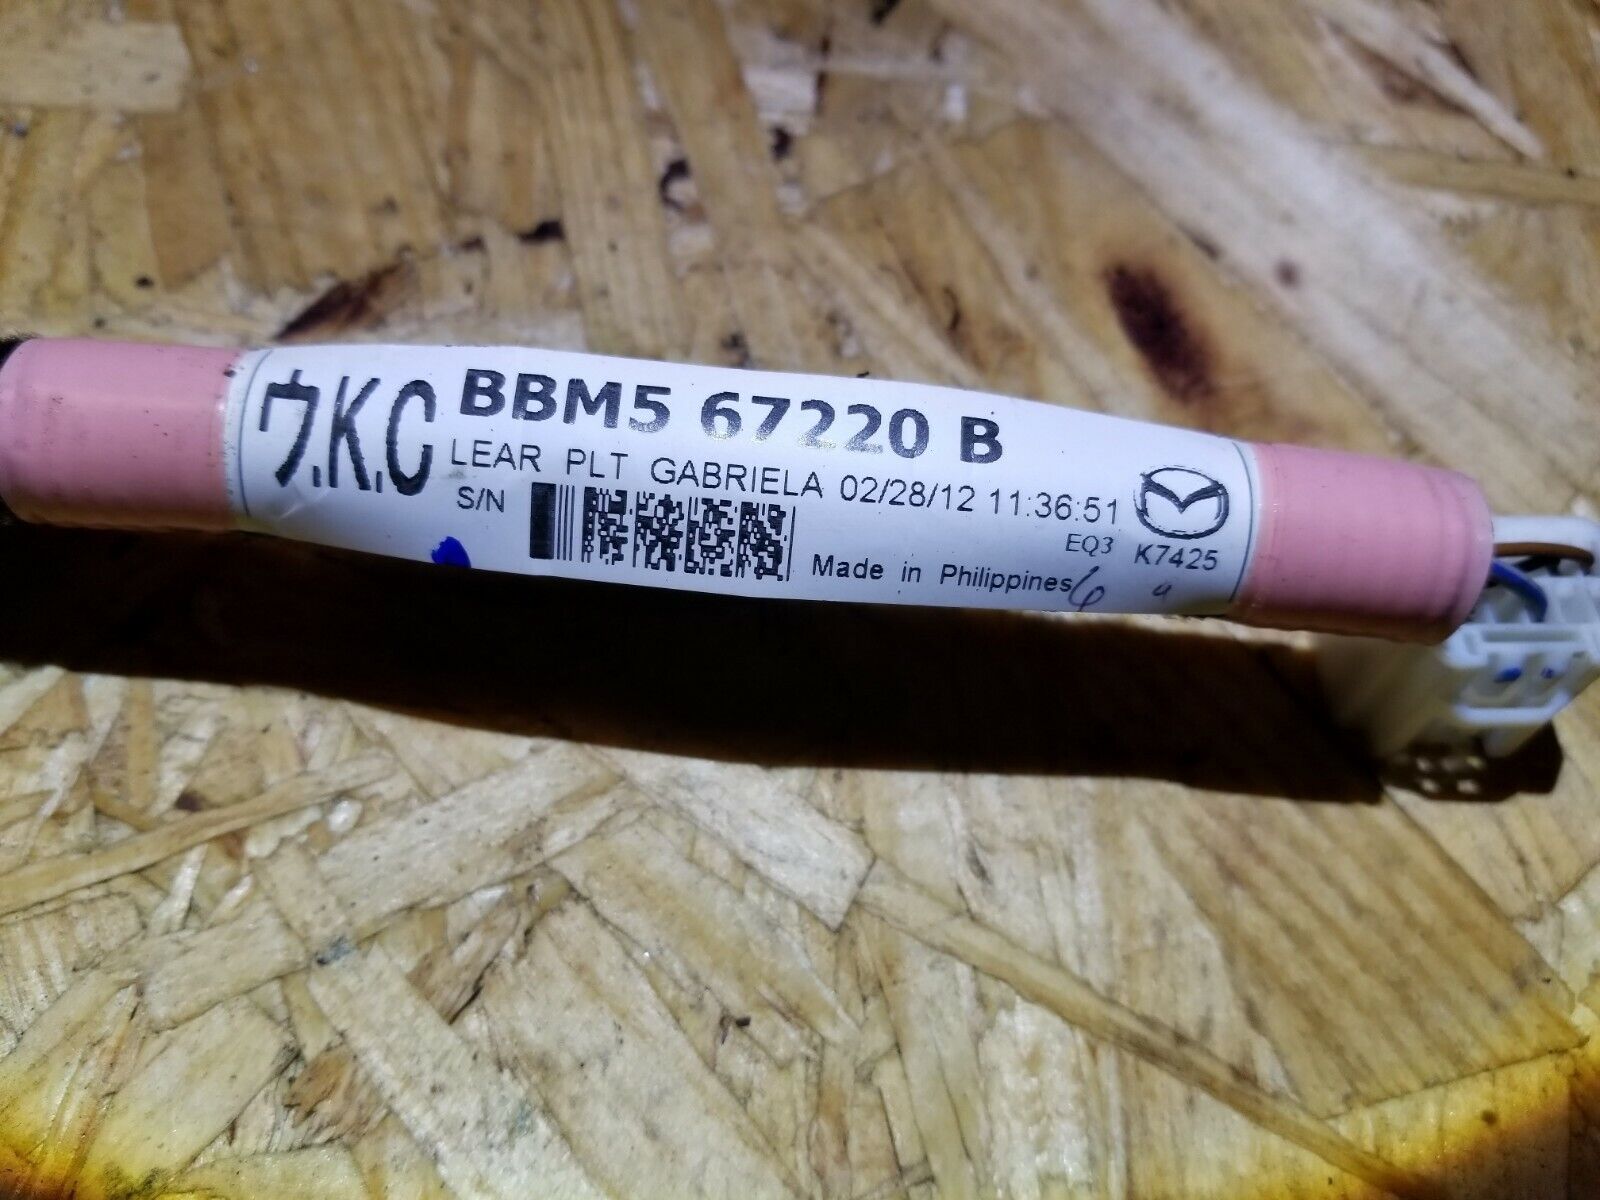 ウ.K.C
BBM5 67220 B
LEAR PLT GABRIELA 02/28/12 11:36:51
S/N
EQ3
K7425
Made in Philippines